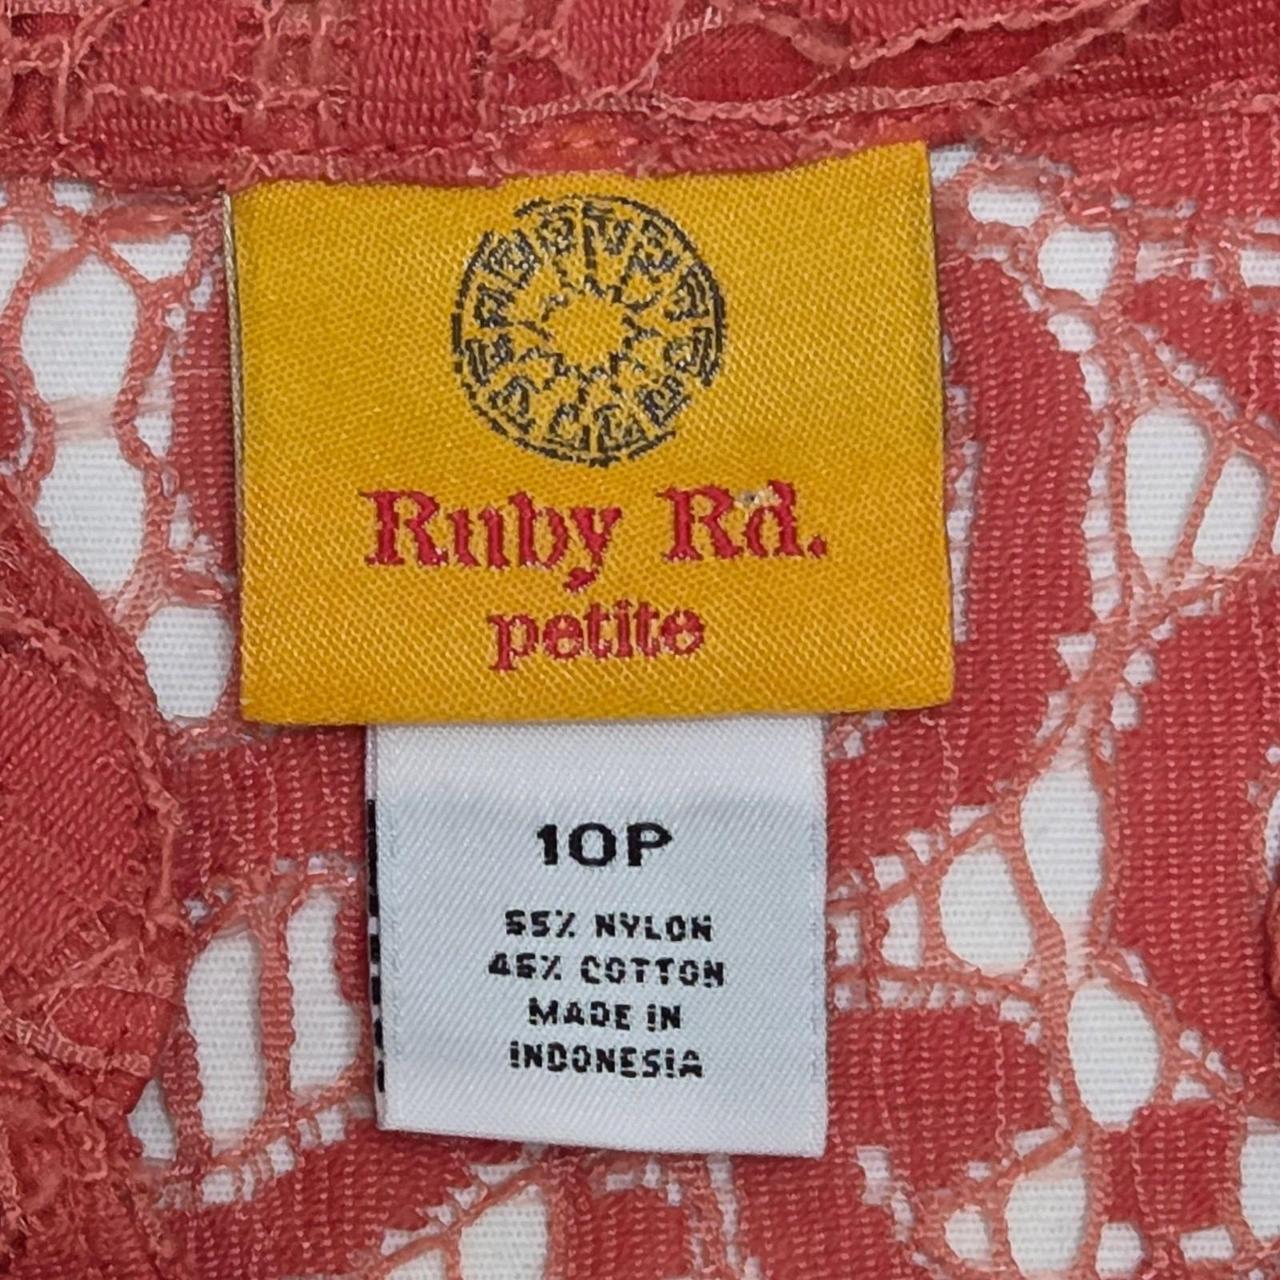 Ruby Rd.
petite
10P
55% NYLON
45% COTTON
MADE IN
INDONESIA